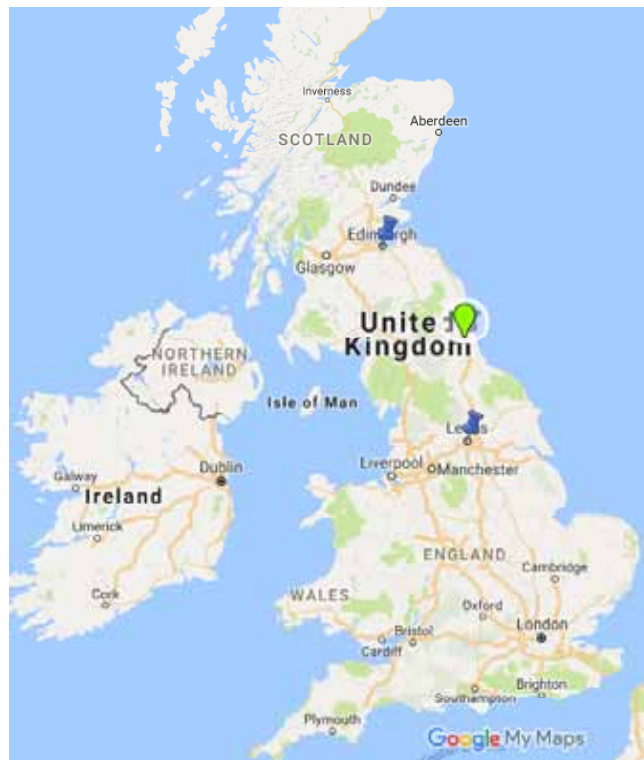 Inverness
Aberdeen
SCOTLAND
Dundee
Edinburgh
Glasgow
United
Kingdom
NORTHERN
IRELAND
Isle of Man
Leeds
Liverpool
Manchester
Dublin
Galway
Ireland
Limerick
ENGLAND
Cambridge
Cork
WALES
Oxford
London
Bristol
Cardiff
Brighton
Southampton
Plymouth
Google My Maps